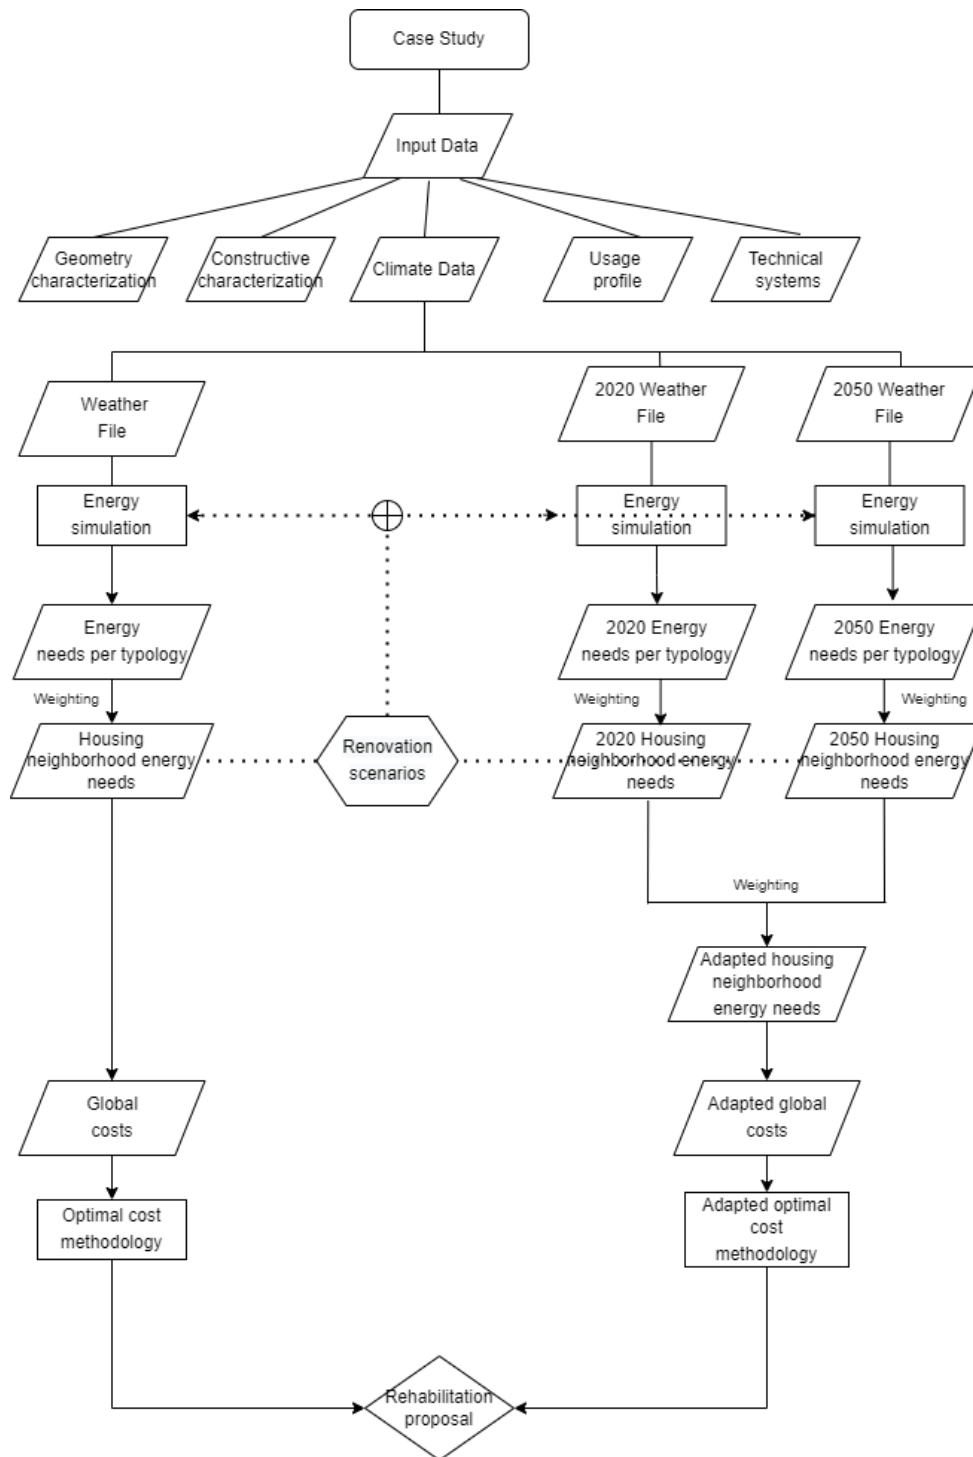 Case Study
Input Data
Geometry
characterization
Constructive
characterization
Climate Data
Usage
profile
Technical
systems
Weather
File
2020 Weather
File
2050 Weather
File
Energy
simulation
Energy
simulation
Energy
simulation
Energy
needs per typology
2020 Energy
needs per typology
2050 Energy
needs per typology
Weighting
Weighting
Weighting
Housing
neighborhood energy
needs
Renovation
scenarios
2020 Housing
neighborhood energy
needs
2050 Housing
neighborhood energy
needs
Weighting
Adapted housing
neighborhood
energy needs
Global
costs
Adapted global
costs
Optimal cost
methodology
Adapted optimal
cost
methodology
Rehabilitation
proposal